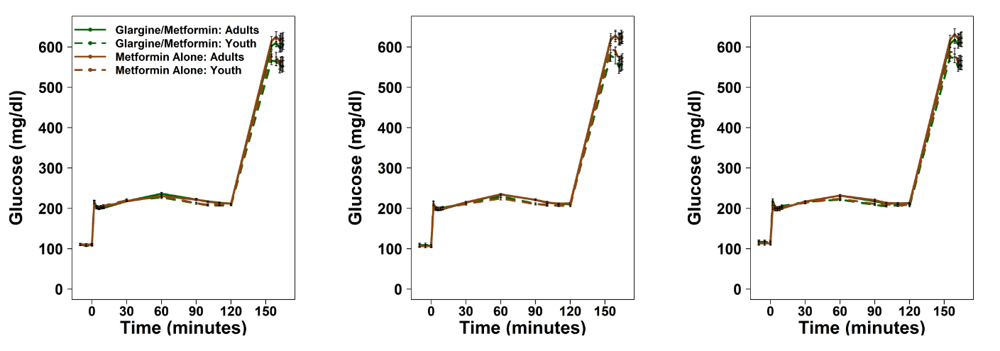 Glargine/Metformin: Adults
Glargine/Metformin: Youth
Metformin Alone: Adults
Metformin Alone: Youth
Glucose (mg/dl)
600
500
400
300
200
100
0
0 30 60 90 120 150
Time (minutes)
Glucose (mg/dl)
600
500
400
300
200
100
0
0 30 60 90 120 150
Time (minutes)
Glucose (mg/dl)
600
500
400
300
200
100
0
0 30 60 90 120 150
Time (minutes)